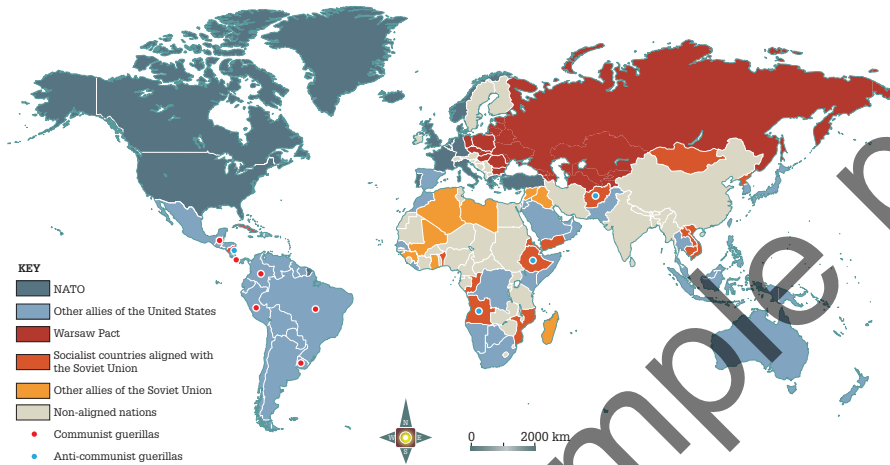 KEY
NATO
Other allies of the United States
Warsaw Pact
Socialist countries aligned with
the Soviet Union
Other allies of the Soviet Union
Non-aligned nations
Communist guerillas
Anti-communist guerillas
N
W E
S
0 2000 km
mple p